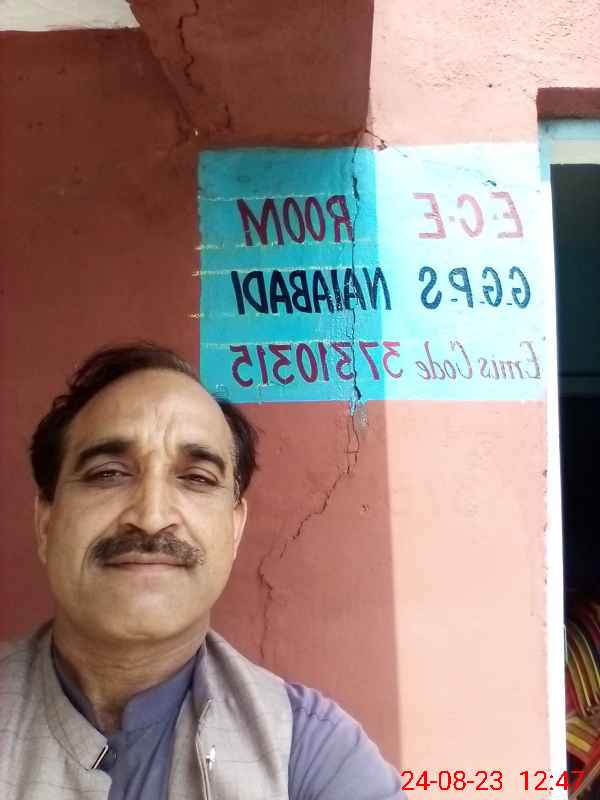 E.C.E ROOM
G.G.P.S NAIABADI
Emis Code 37310315
24-08-23 12:47